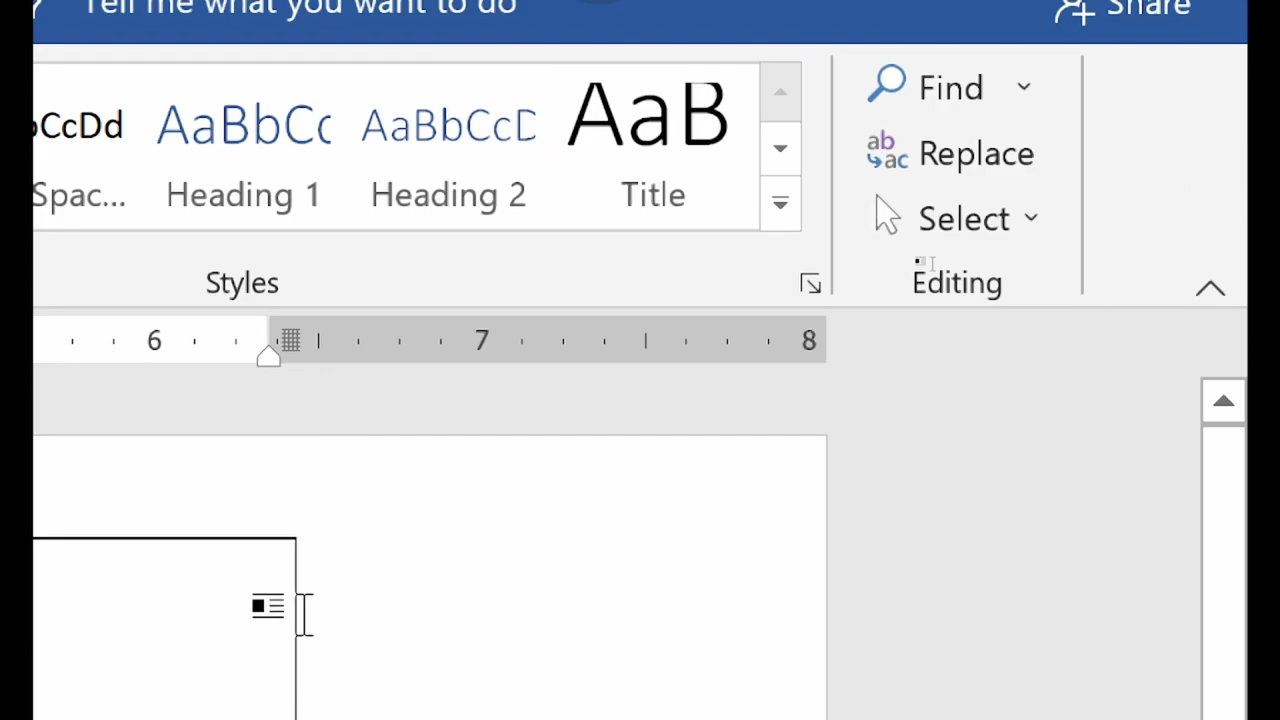 Tell me what you want to do
Share
bCcDd AaBbCc AaBbCcD AaB
Spac... Heading 1 Heading 2 Title
Find
Replace
Select
Styles
Editing
6 7 8